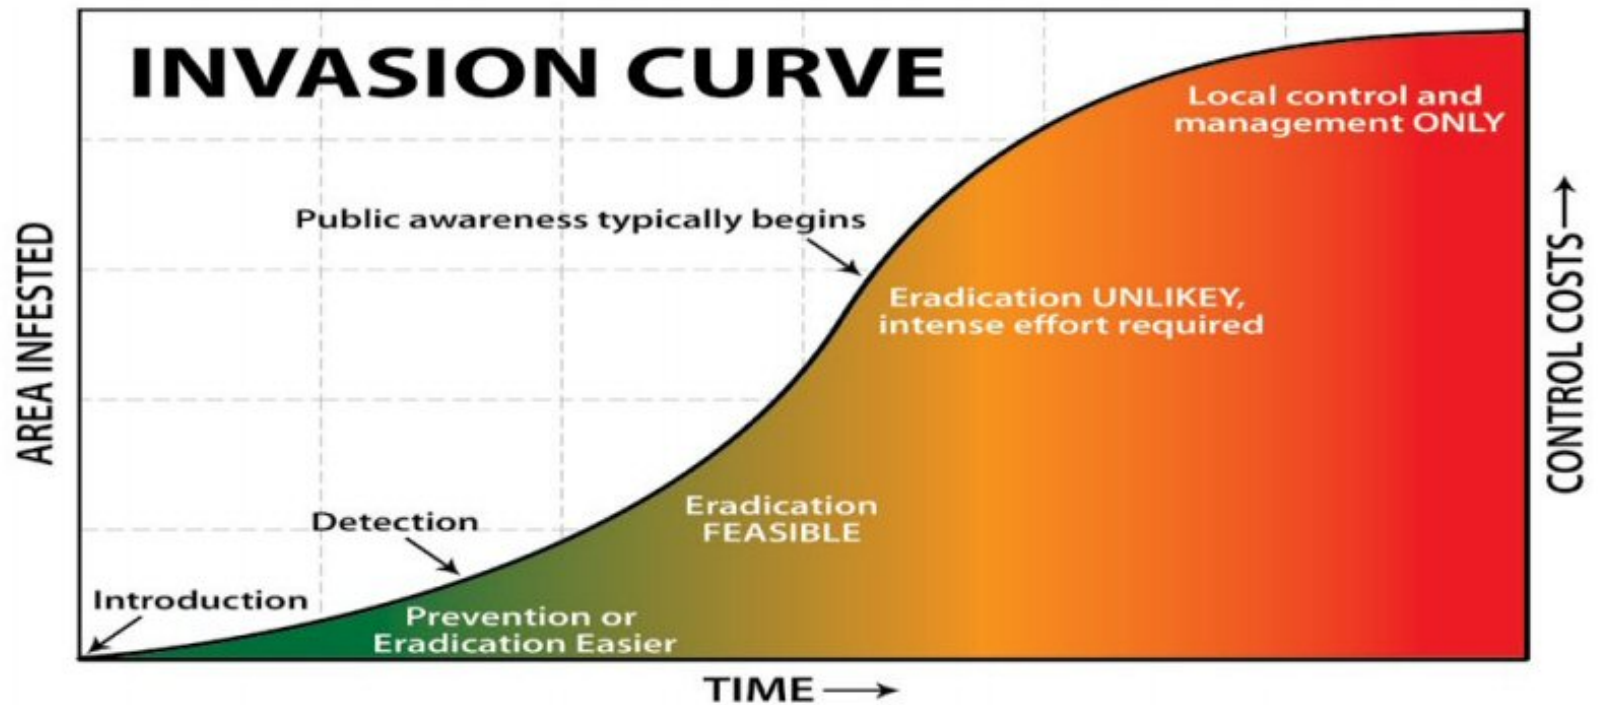 INVASION CURVE
Local control and
management ONLY
Public awareness typically begins
Eradication UNLIKEY,
intense effort required
Eradication
FEASIBLE
Detection
Introduction
Prevention or
Eradication Easier
AREA INFESTED
CONTROL COSTS
TIME